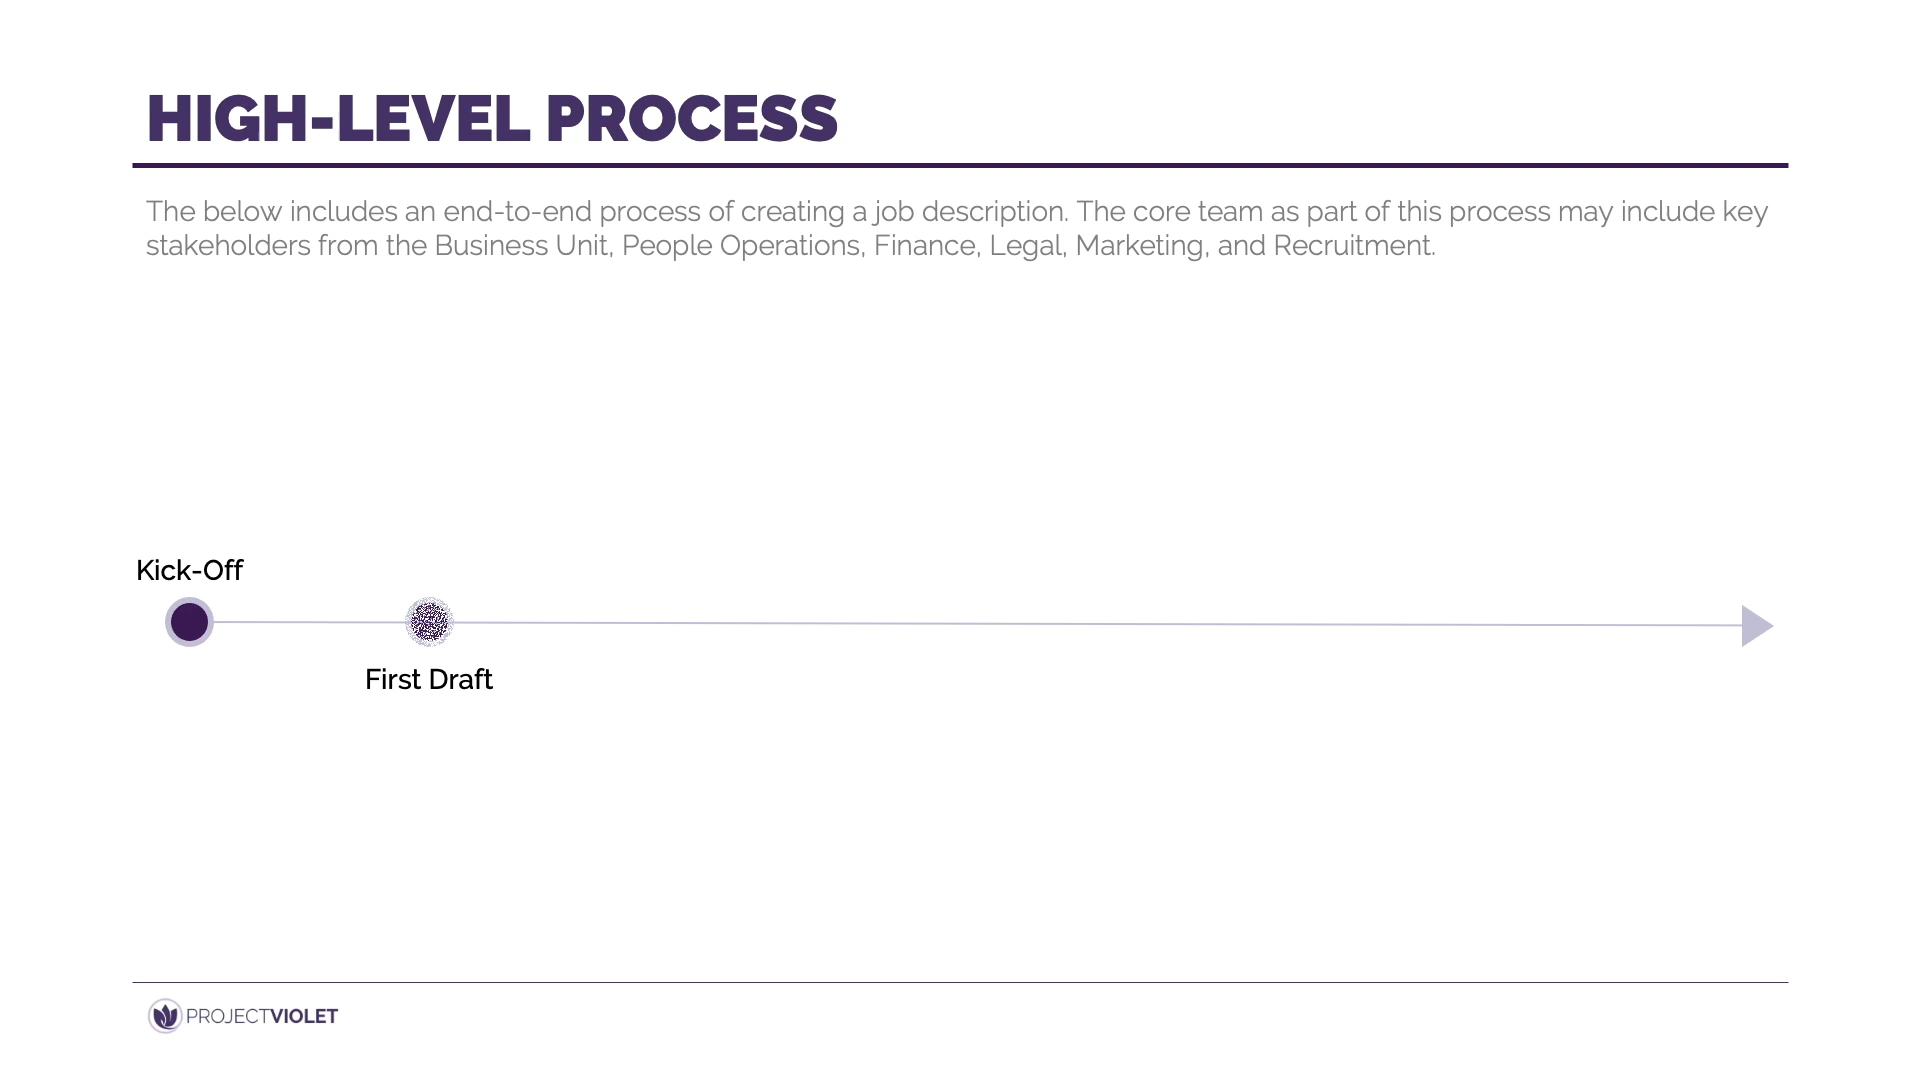 HIGH-LEVEL PROCESS
The below includes an end-to-end process of creating a job description. The core team as part of this process may include key
stakeholders from the Business Unit, People Operations, Finance, Legal, Marketing, and Recruitment.
Kick-Off
First Draft
PROJECTVIOLET